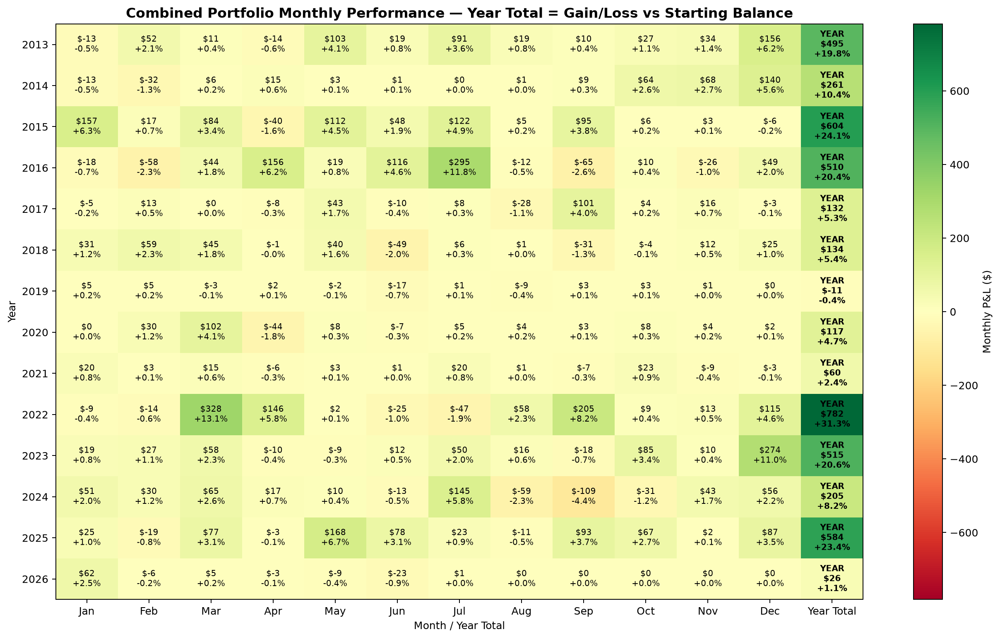 Combined Portfolio Monthly Performance — Year Total = Gain/Loss vs Starting Balance
2013 $-13 $52 $11 $-14 $103 $19 $91 $19 $10 $27 $34 $156 YEAR $495 +19.8%
-0.5% +2.1% +0.4% -0.6% +4.1% +0.8% +3.6% +0.8% +0.4% +1.1% +1.4% +6.2%
2014 $-13 $-32 $6 $15 $3 $1 $0 $1 $9 $64 $68 $140 YEAR $261 +10.4%
-0.5% -1.3% +0.2% +0.6% +0.1% +0.1% +0.0% +0.0% +0.3% +2.6% +2.7% +5.6%
2015 $157 $17 $84 $-40 $112 $48 $122 $5 $95 $6 $3 $-6 YEAR $604 +24.1%
+6.3% +0.7% +3.4% -1.6% +4.5% +1.9% +4.9% +0.2% +3.8% +0.2% +0.1% -0.2%
2016 $-18 $-58 $44 $156 $19 $116 $295 $-12 $-65 $10 $-26 $49 YEAR $510 +20.4%
-0.7% -2.3% +1.8% +6.2% +0.8% +4.6% +11.8% -0.5% -2.6% +0.4% -1.0% +2.0%
2017 $-5 $13 $0 $-8 $43 $-10 $8 $-28 $101 $4 $16 $-3 YEAR $132 +5.3%
-0.2% +0.5% +0.0% -0.3% +1.7% -0.4% +0.3% -1.1% +4.0% +0.2% +0.7% -0.1%
2018 $31 $59 $45 $-1 $40 $-49 $6 $1 $-31 $-4 $12 $25 YEAR $134 +5.4%
+1.2% +2.3% +1.8% -0.0% +1.6% -2.0% +0.3% +0.0% -1.3% -0.1% +0.5% +1.0%
2019 $5 $5 $-3 $2 $-2 $-17 $1 $-9 $3 $3 $1 $0 YEAR $-11 -0.4%
+0.2% +0.2% -0.1% +0.1% -0.1% -0.7% +0.1% -0.4% +0.1% +0.1% +0.0% +0.0%
2020 $0 $30 $102 $-44 $8 $-7 $5 $4 $3 $8 $4 $2 YEAR $117 +4.7%
+0.0% +1.2% +4.1% -1.8% +0.3% -0.3% +0.2% +0.2% +0.1% +0.3% +0.2% +0.1%
2021 $20 $3 $15 $-6 $3 $1 $20 $1 $-7 $23 $-9 $-3 YEAR $60 +2.4%
+0.8% +0.1% +0.6% -0.3% +0.1% +0.0% +0.8% +0.0% -0.3% +0.9% -0.4% -0.1%
2022 $-9 $-14 $328 $146 $2 $-25 $-47 $58 $205 $9 $13 $115 YEAR $782 +31.3%
-0.4% -0.6% +13.1% +5.8% +0.1% -1.0% -1.9% +2.3% +8.2% +0.4% +0.5% +4.6%
2023 $19 $27 $58 $-10 $-9 $12 $50 $16 $-18 $85 $10 $274 YEAR $515 +20.6%
+0.8% +1.1% +2.3% -0.4% -0.3% +0.5% +2.0% +0.6% -0.7% +3.4% +0.4% +11.0%
2024 $51 $30 $65 $17 $10 $-13 $145 $-59 $-109 $-31 $43 $56 YEAR $205 +8.2%
+2.0% +1.2% +2.6% +0.7% +0.4% -0.5% +5.8% -2.3% -4.4% -1.2% +1.7% +2.2%
2025 $25 $-19 $77 $-3 $168 $78 $23 $-11 $93 $67 $2 $87 YEAR $584 +23.4%
+1.0% -0.8% +3.1% -0.1% +6.7% +3.1% +0.9% -0.5% +3.7% +2.7% +0.1% +3.5%
2026 $62 $-6 $5 $-3 $-9 $-23 $1 $0 $0 $0 $0 $0 YEAR $26 +1.1%
+2.5% -0.2% +0.2% -0.1% -0.4% -0.9% +0.0% +0.0% +0.0% +0.0% +0.0% +0.0%
Jan Feb Mar Apr May Jun Jul Aug Sep Oct Nov Dec Year Total
Month / Year Total
Year
600
400
200
0
−200
−400
−600
Monthly P&L ($)